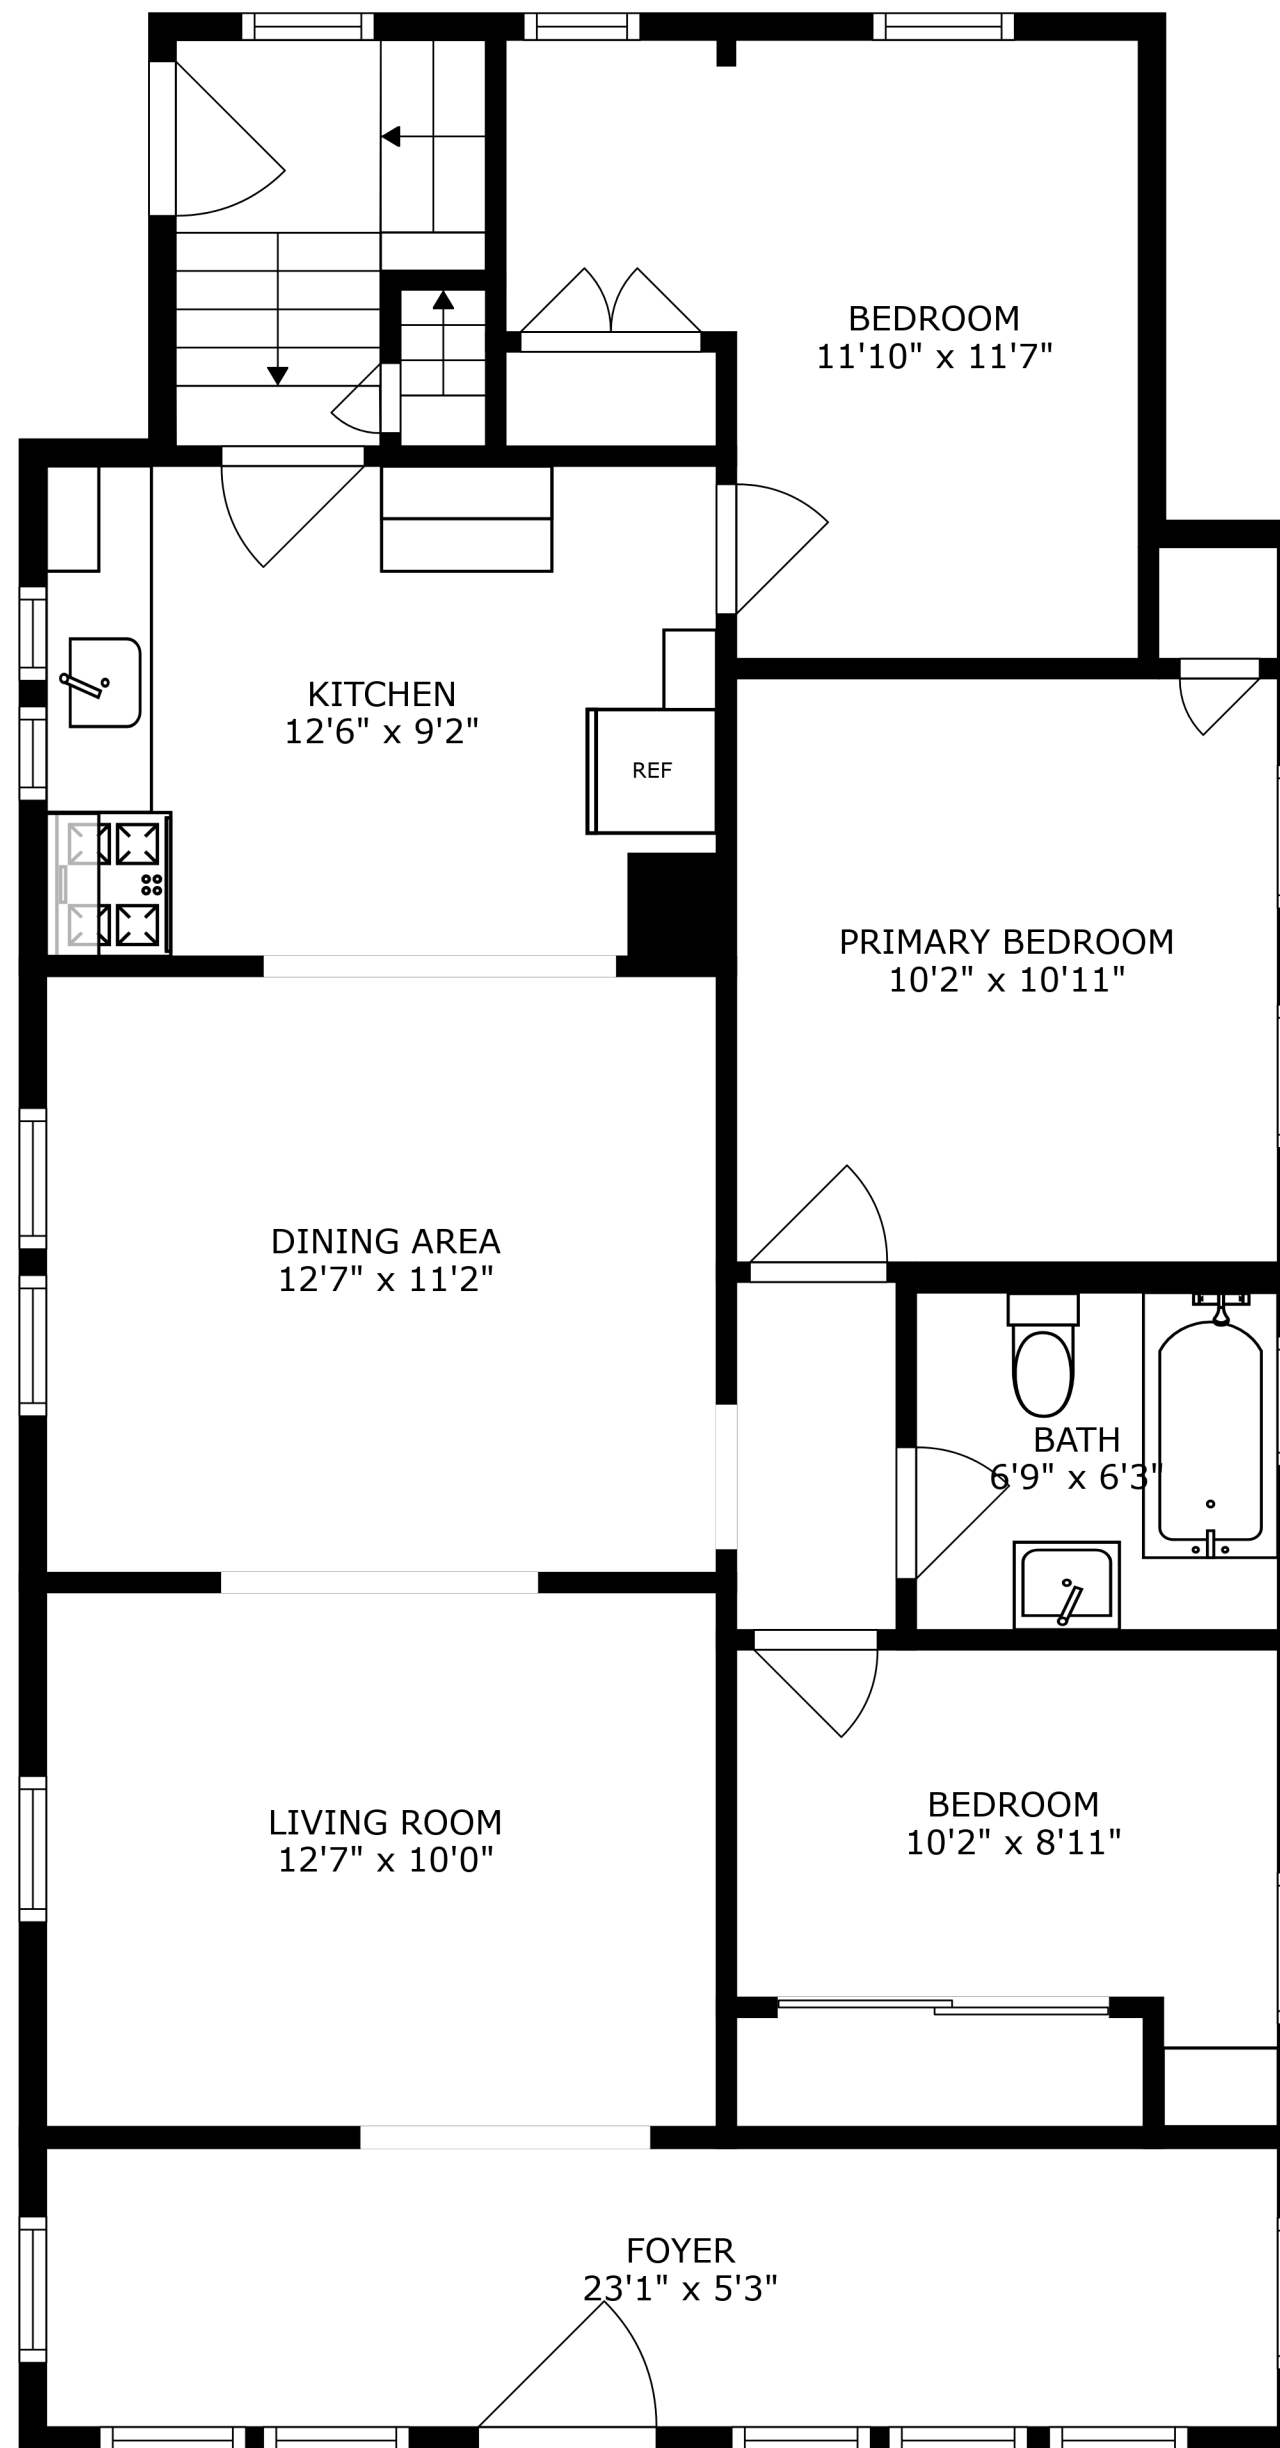 BEDROOM
11'10" x 11'7"
KITCHEN
12'6" x 9'2"
REF
PRIMARY BEDROOM
10'2" x 10'11"
DINING AREA
12'7" x 11'2"
BATH
6'9" x 6'3"
LIVING ROOM
12'7" x 10'0"
BEDROOM
10'2" x 8'11"
FOYER
23'1" x 5'3"